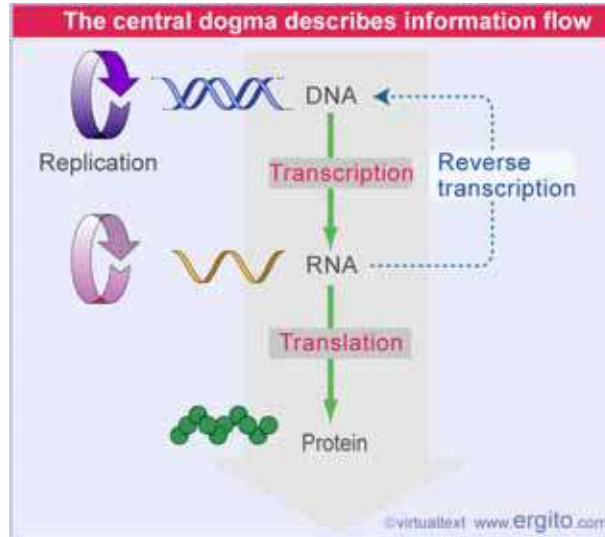 The central dogma describes information flow
DNA
Replication
Transcription
Reverse
transcription
RNA
Translation
Protein
©virtualtext www.ergito.com